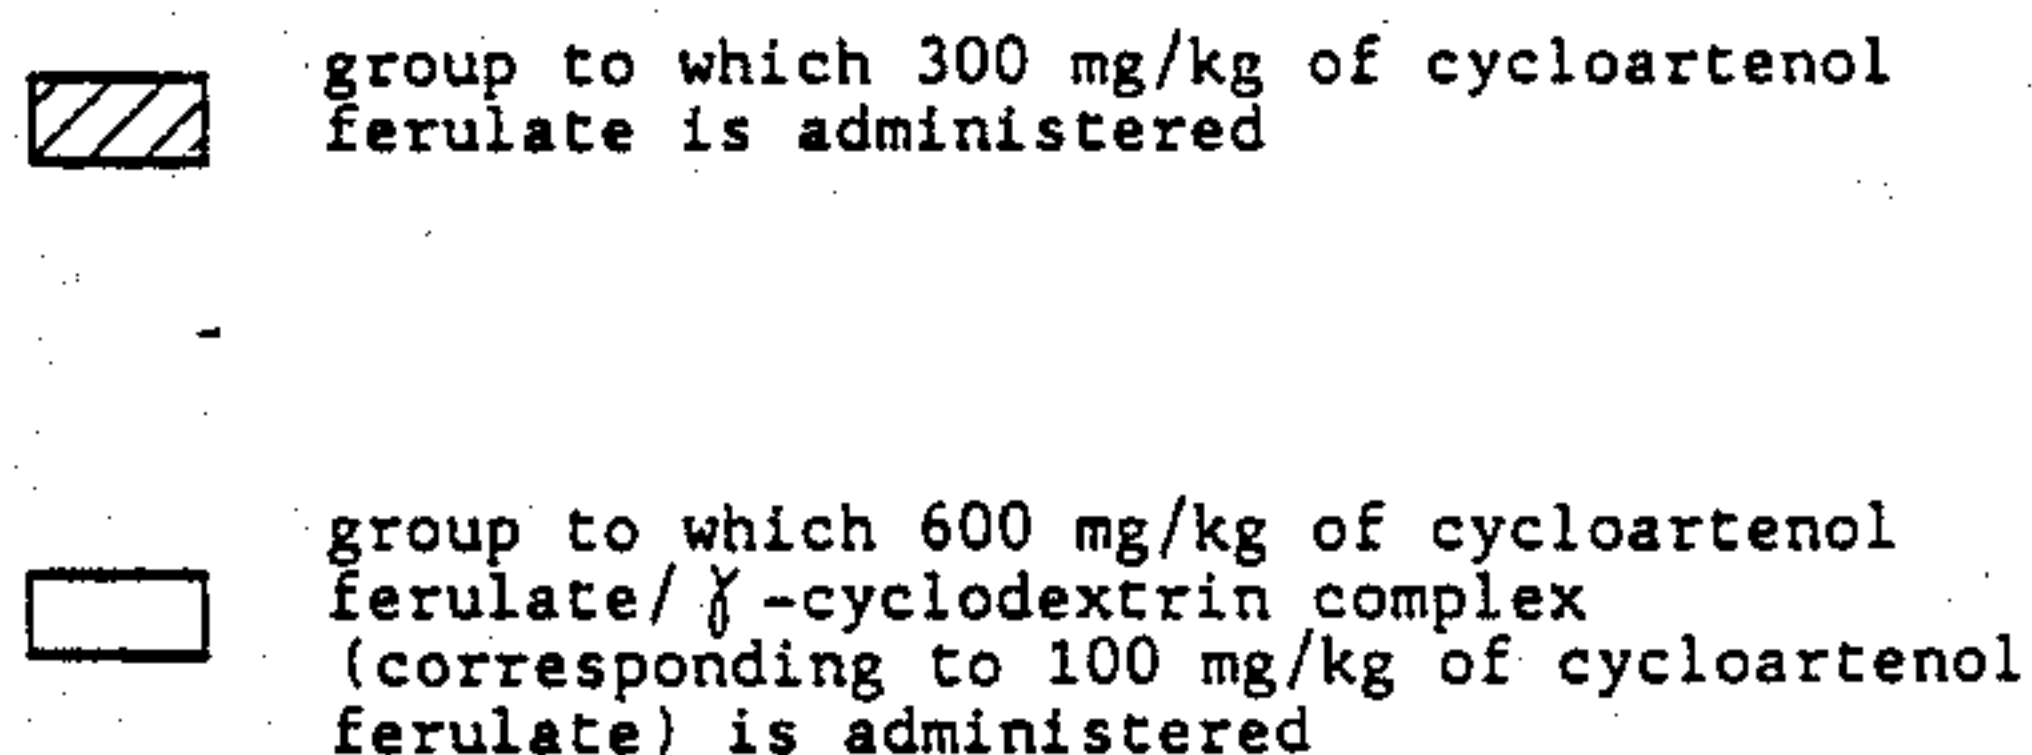 group to which 300 mg/kg of cycloartenol
ferulate is administered
group to which 600 mg/kg of cycloartenol
ferulate/γ-cyclodextrin complex
(corresponding to 100 mg/kg of cycloartenol
ferulate) is administered